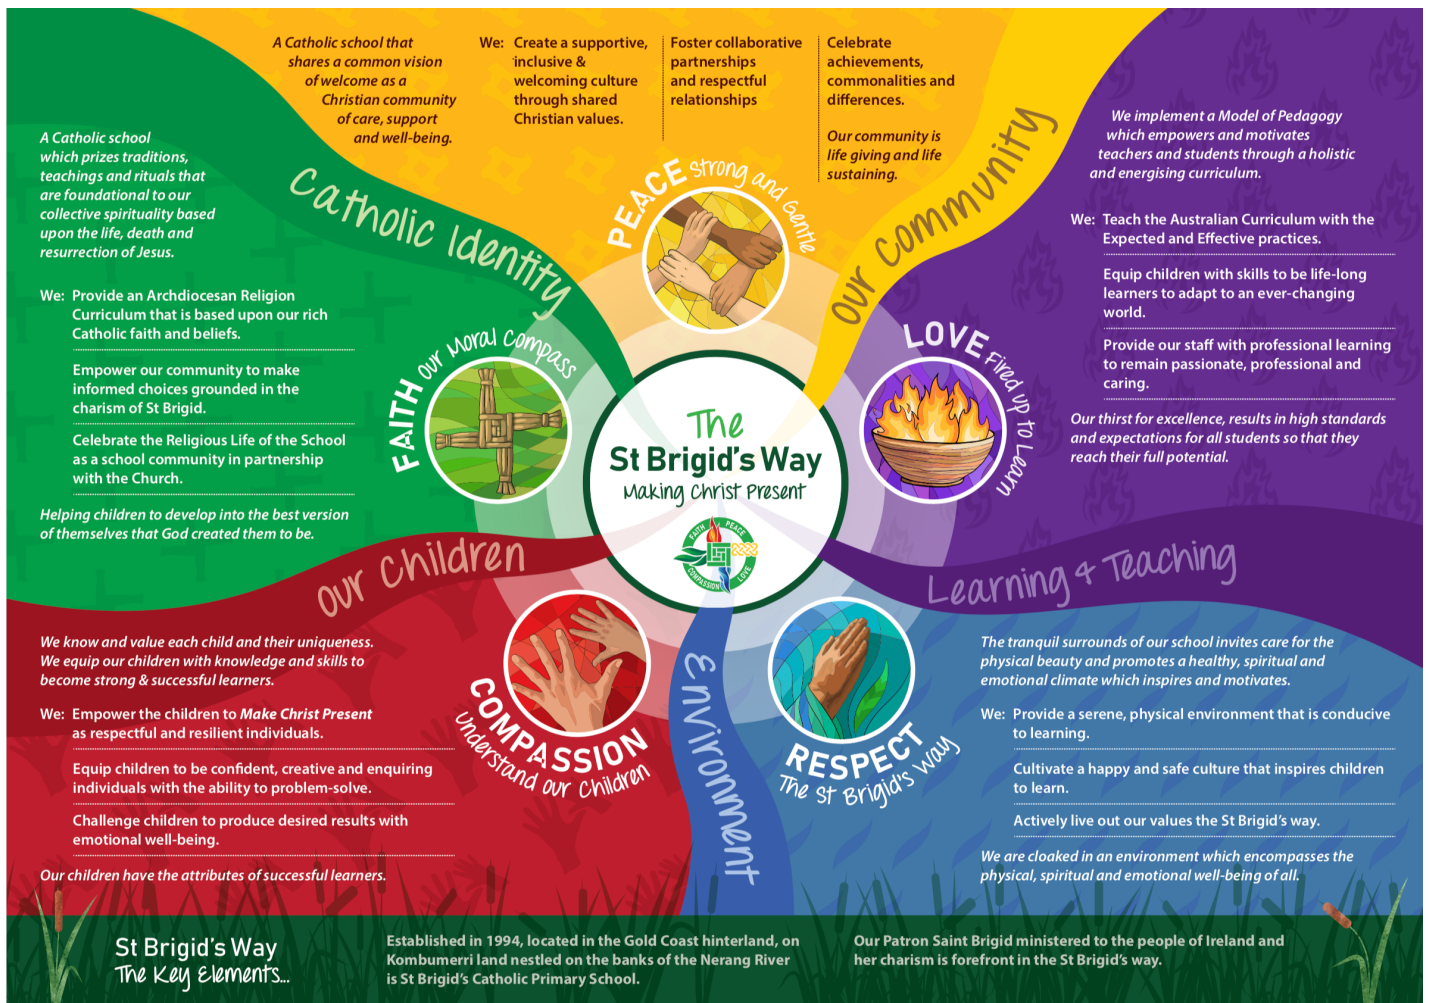 A Catholic school that
shares a common vision
of welcome as a
Christian community
of care, support
and well-being.
We: Create a supportive,
inclusive &
welcoming culture
through shared
Christian values.
Foster collaborative
partnerships
and respectful
relationships
Celebrate
achievements,
commonalities and
differences.
Our community is
life giving and life
sustaining.
PEACE Strong and Gentle
Our Community
We implement a Model of Pedagogy
which empowers and motivates
teachers and students through a holistic
and energising curriculum.
We: Teach the Australian Curriculum with the
Expected and Effective practices.
Equip children with skills to be life-long
learners to adapt to an ever-changing
world.
Provide our staff with professional learning
to remain passionate, professional and
caring.
Our thirst for excellence, results in high standards
and expectations for all students so that they
reach their full potential.
LOVE Fired up to Learn
Learning & Teaching
A Catholic school
which prizes traditions,
teachings and rituals that
are foundational to our
collective spirituality based
upon the life, death and
resurrection of Jesus.
We: Provide an Archdiocesan Religion
Curriculum that is based upon our rich
Catholic faith and beliefs.
Empower our community to make
informed choices grounded in the
charism of St Brigid.
Celebrate the Religious Life of the School
as a school community in partnership
with the Church.
Helping children to develop into the best version
of themselves that God created them to be.
Catholic Identity
FAITH Our Moral Compass
The
St Brigid's Way
Making Christ Present
FAITH PEACE
COMPASSION LOVE
Our Children
We know and value each child and their uniqueness.
We equip our children with knowledge and skills to
become strong & successful learners.
We: Empower the children to Make Christ Present
as respectful and resilient individuals.
Equip children to be confident, creative and enquiring
individuals with the ability to problem-solve.
Challenge children to produce desired results with
emotional well-being.
Our children have the attributes of successful learners.
COMPASSION
Understand our Children
Environment
RESPECT
The St Brigid's Way
The tranquil surrounds of our school invites care for the
physical beauty and promotes a healthy, spiritual and
emotional climate which inspires and motivates.
We: Provide a serene, physical environment that is conducive
to learning.
Cultivate a happy and safe culture that inspires children
to learn.
Actively live out our values the St Brigid's way.
We are cloaked in an environment which encompasses the
physical, spiritual and emotional well-being of all.
St Brigid's Way
The Key Elements...
Established in 1994, located in the Gold Coast hinterland, on
Kombumerri land nestled on the banks of the Nerang River
is St Brigid's Catholic Primary School.
Our Patron Saint Brigid ministered to the people of Ireland and
her charism is forefront in the St Brigid's way.